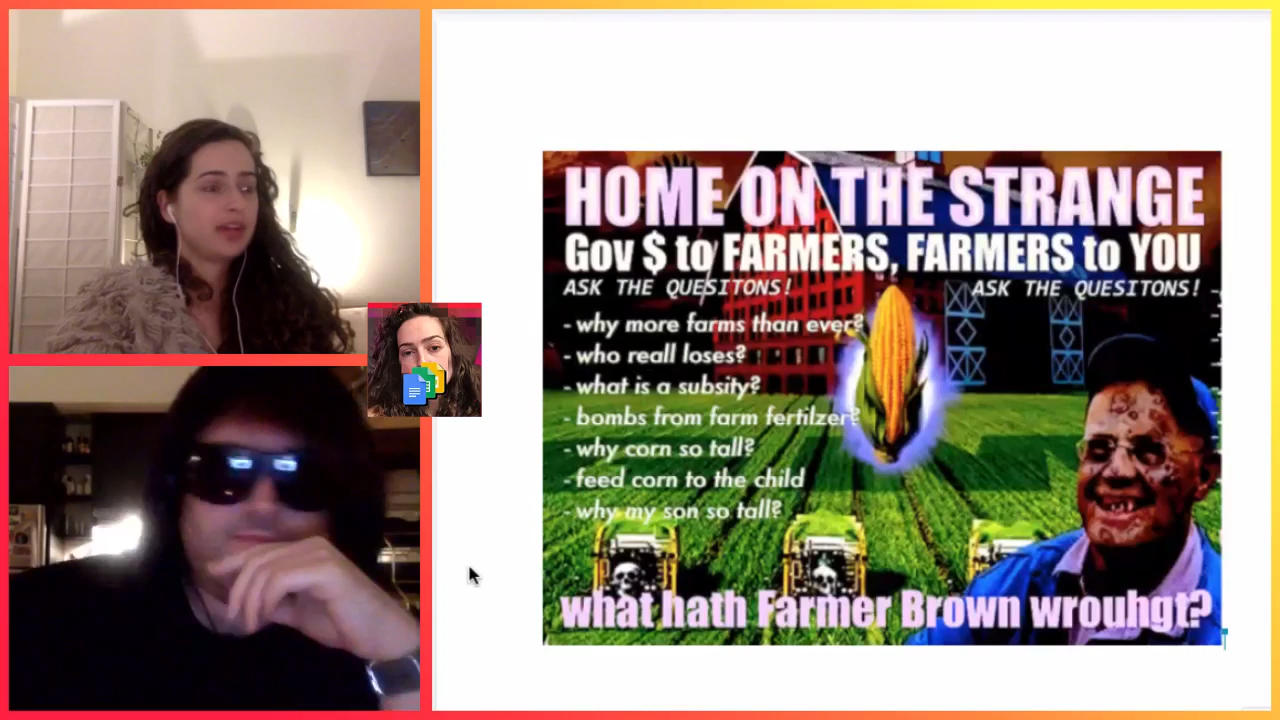 HOME ON THE STRANGE
Gov $ to FARMERS, FARMERS to YOU
ASK THE QUESITONS! ASK THE QUESITONS!
- why more farms than ever?
- who reall loses?
- what is a subsity?
- bombs from farm fertilzer?
- why corn so tall?
- feed corn to the child
- why my son so tall?
what hath Farmer Brown wrouhgt?